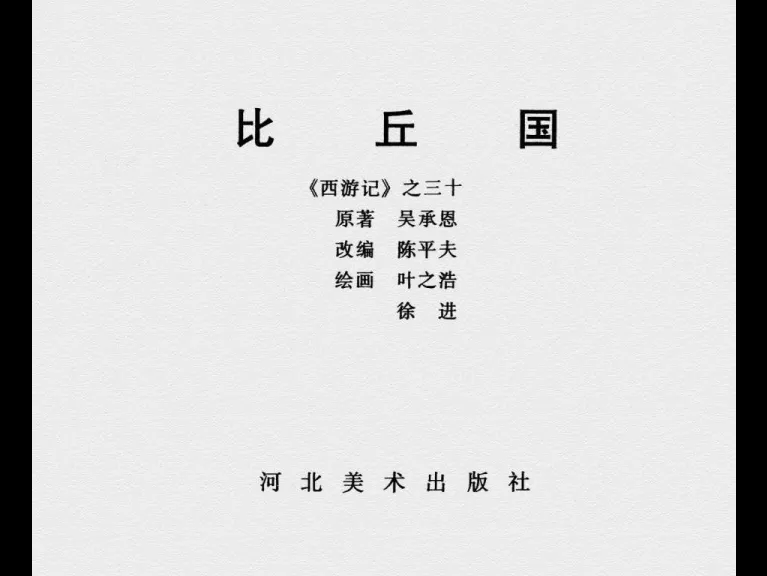 比丘国
《西游记》之三十
原著 吴承恩
改编 陈平夫
绘画 叶之浩
徐进
河北美术出版社